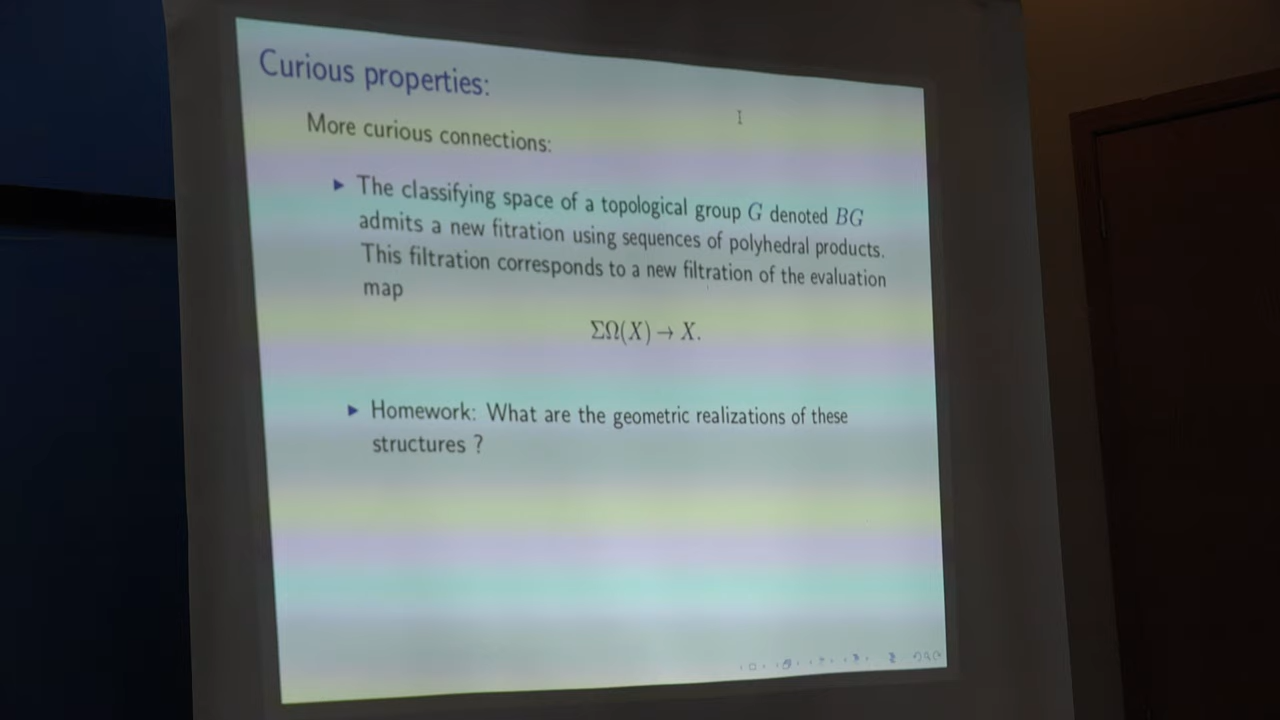 Curious properties:
More curious connections:
▶ The classifying space of a topological group G denoted BG
admits a new fitration using sequences of polyhedral products.
This filtration corresponds to a new filtration of the evaluation
map
ΣΩ(X) → X.
▶ Homework: What are the geometric realizations of these
structures ?